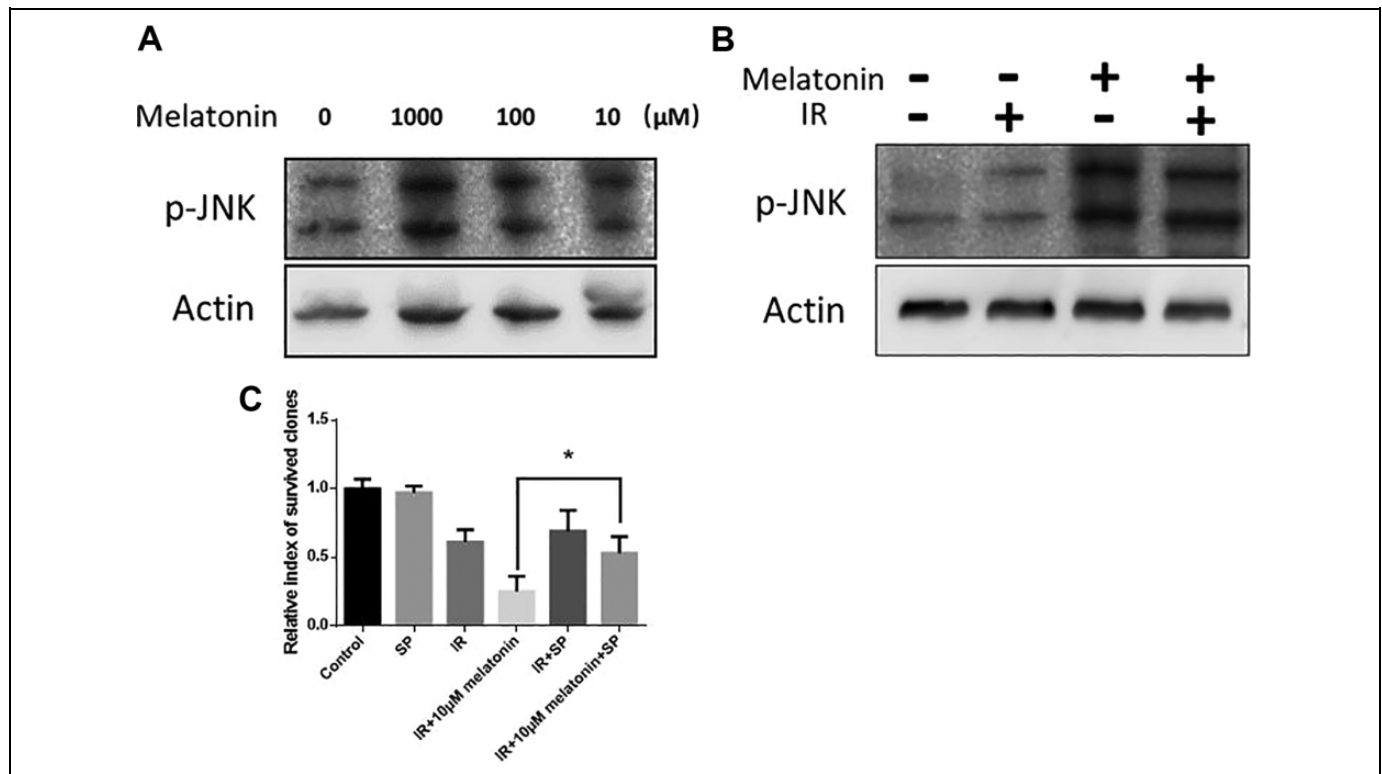 A
Melatonin 0 1000 100 10 (μM)
p-JNK
Actin
B
Melatonin - - + +
IR - + - +
p-JNK
Actin
C
Relative index of survived clones
1.5
1.0
0.5
0.0
*
Control
SP
IR
IR+10μM melatonin
IR+SP
IR+10μM melatonin+SP